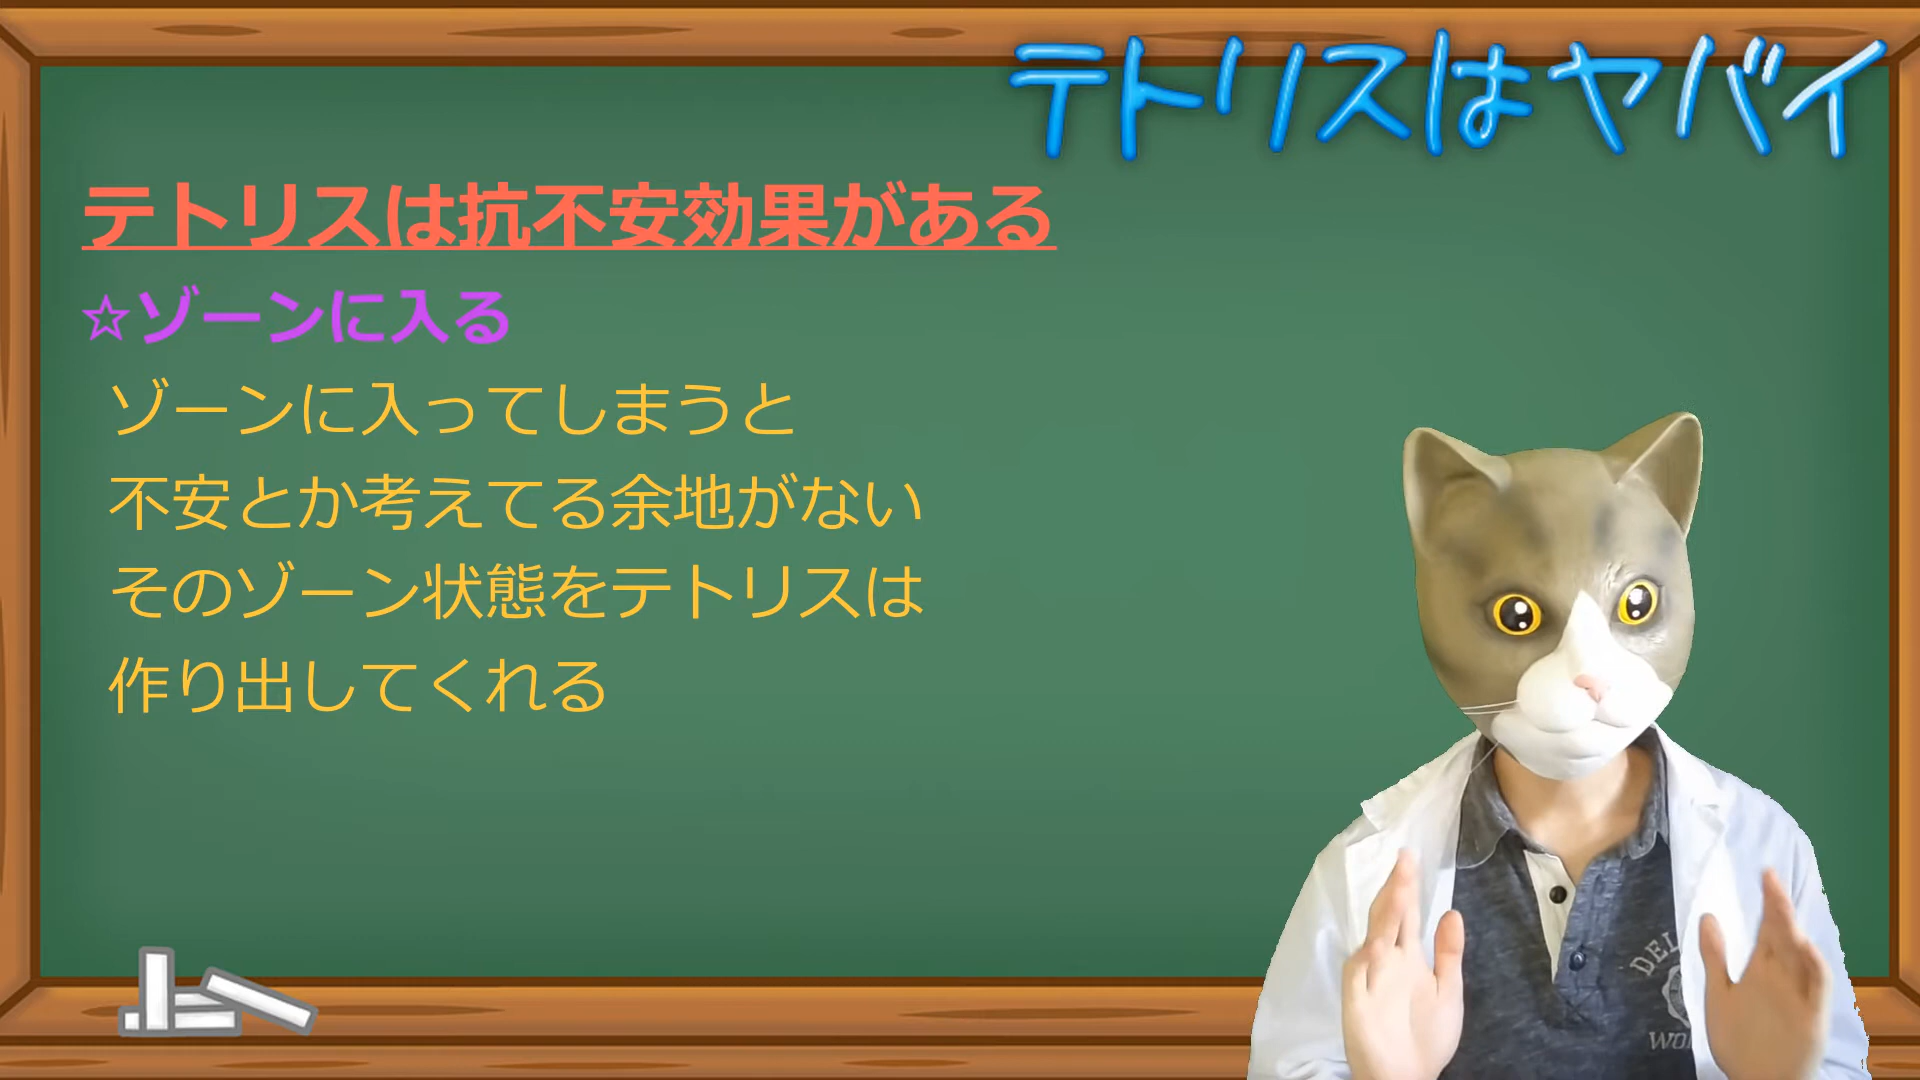 テトリスはヤバイ
テトリスは抗不安効果がある
☆ゾーンに入る
ゾーンに入ってしまうと
不安とか考えてる余地がない
そのゾーン状態をテトリスは
作り出してくれる